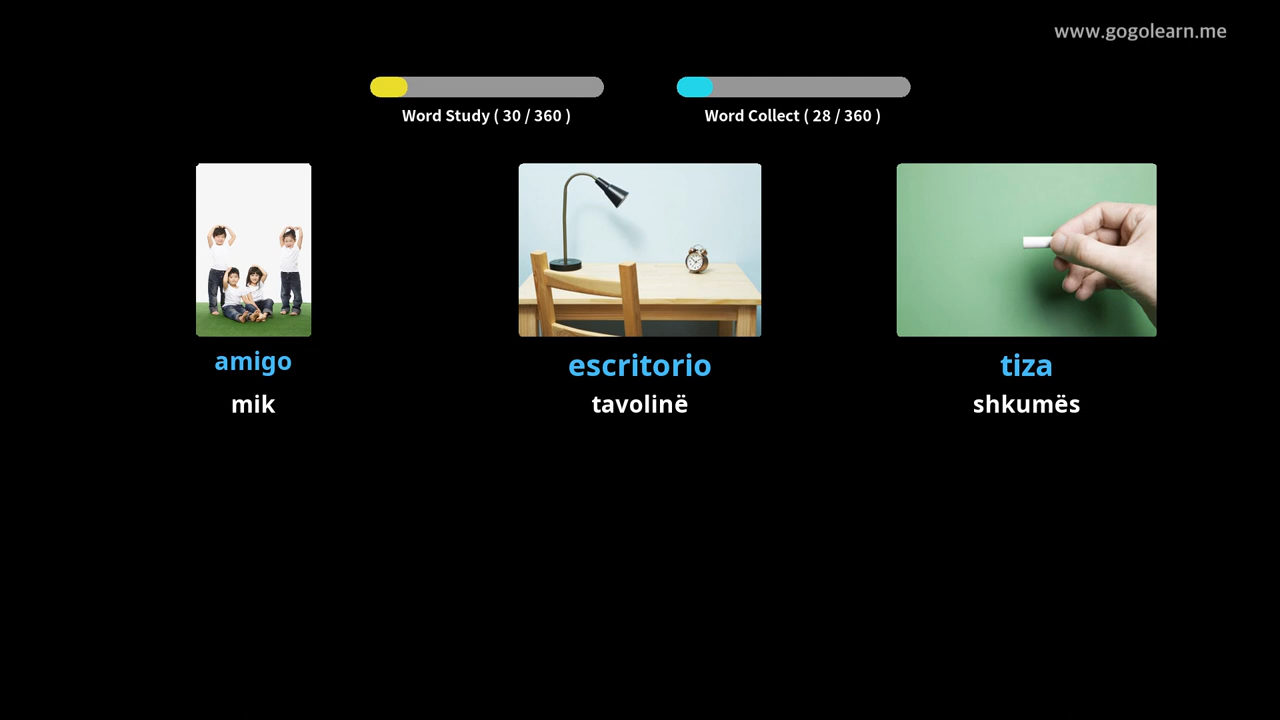 www.gogolearn.me
Word Study ( 30 / 360 )
Word Collect ( 28 / 360 )
amigo
mik
escritorio
tavolinë
tiza
shkumës